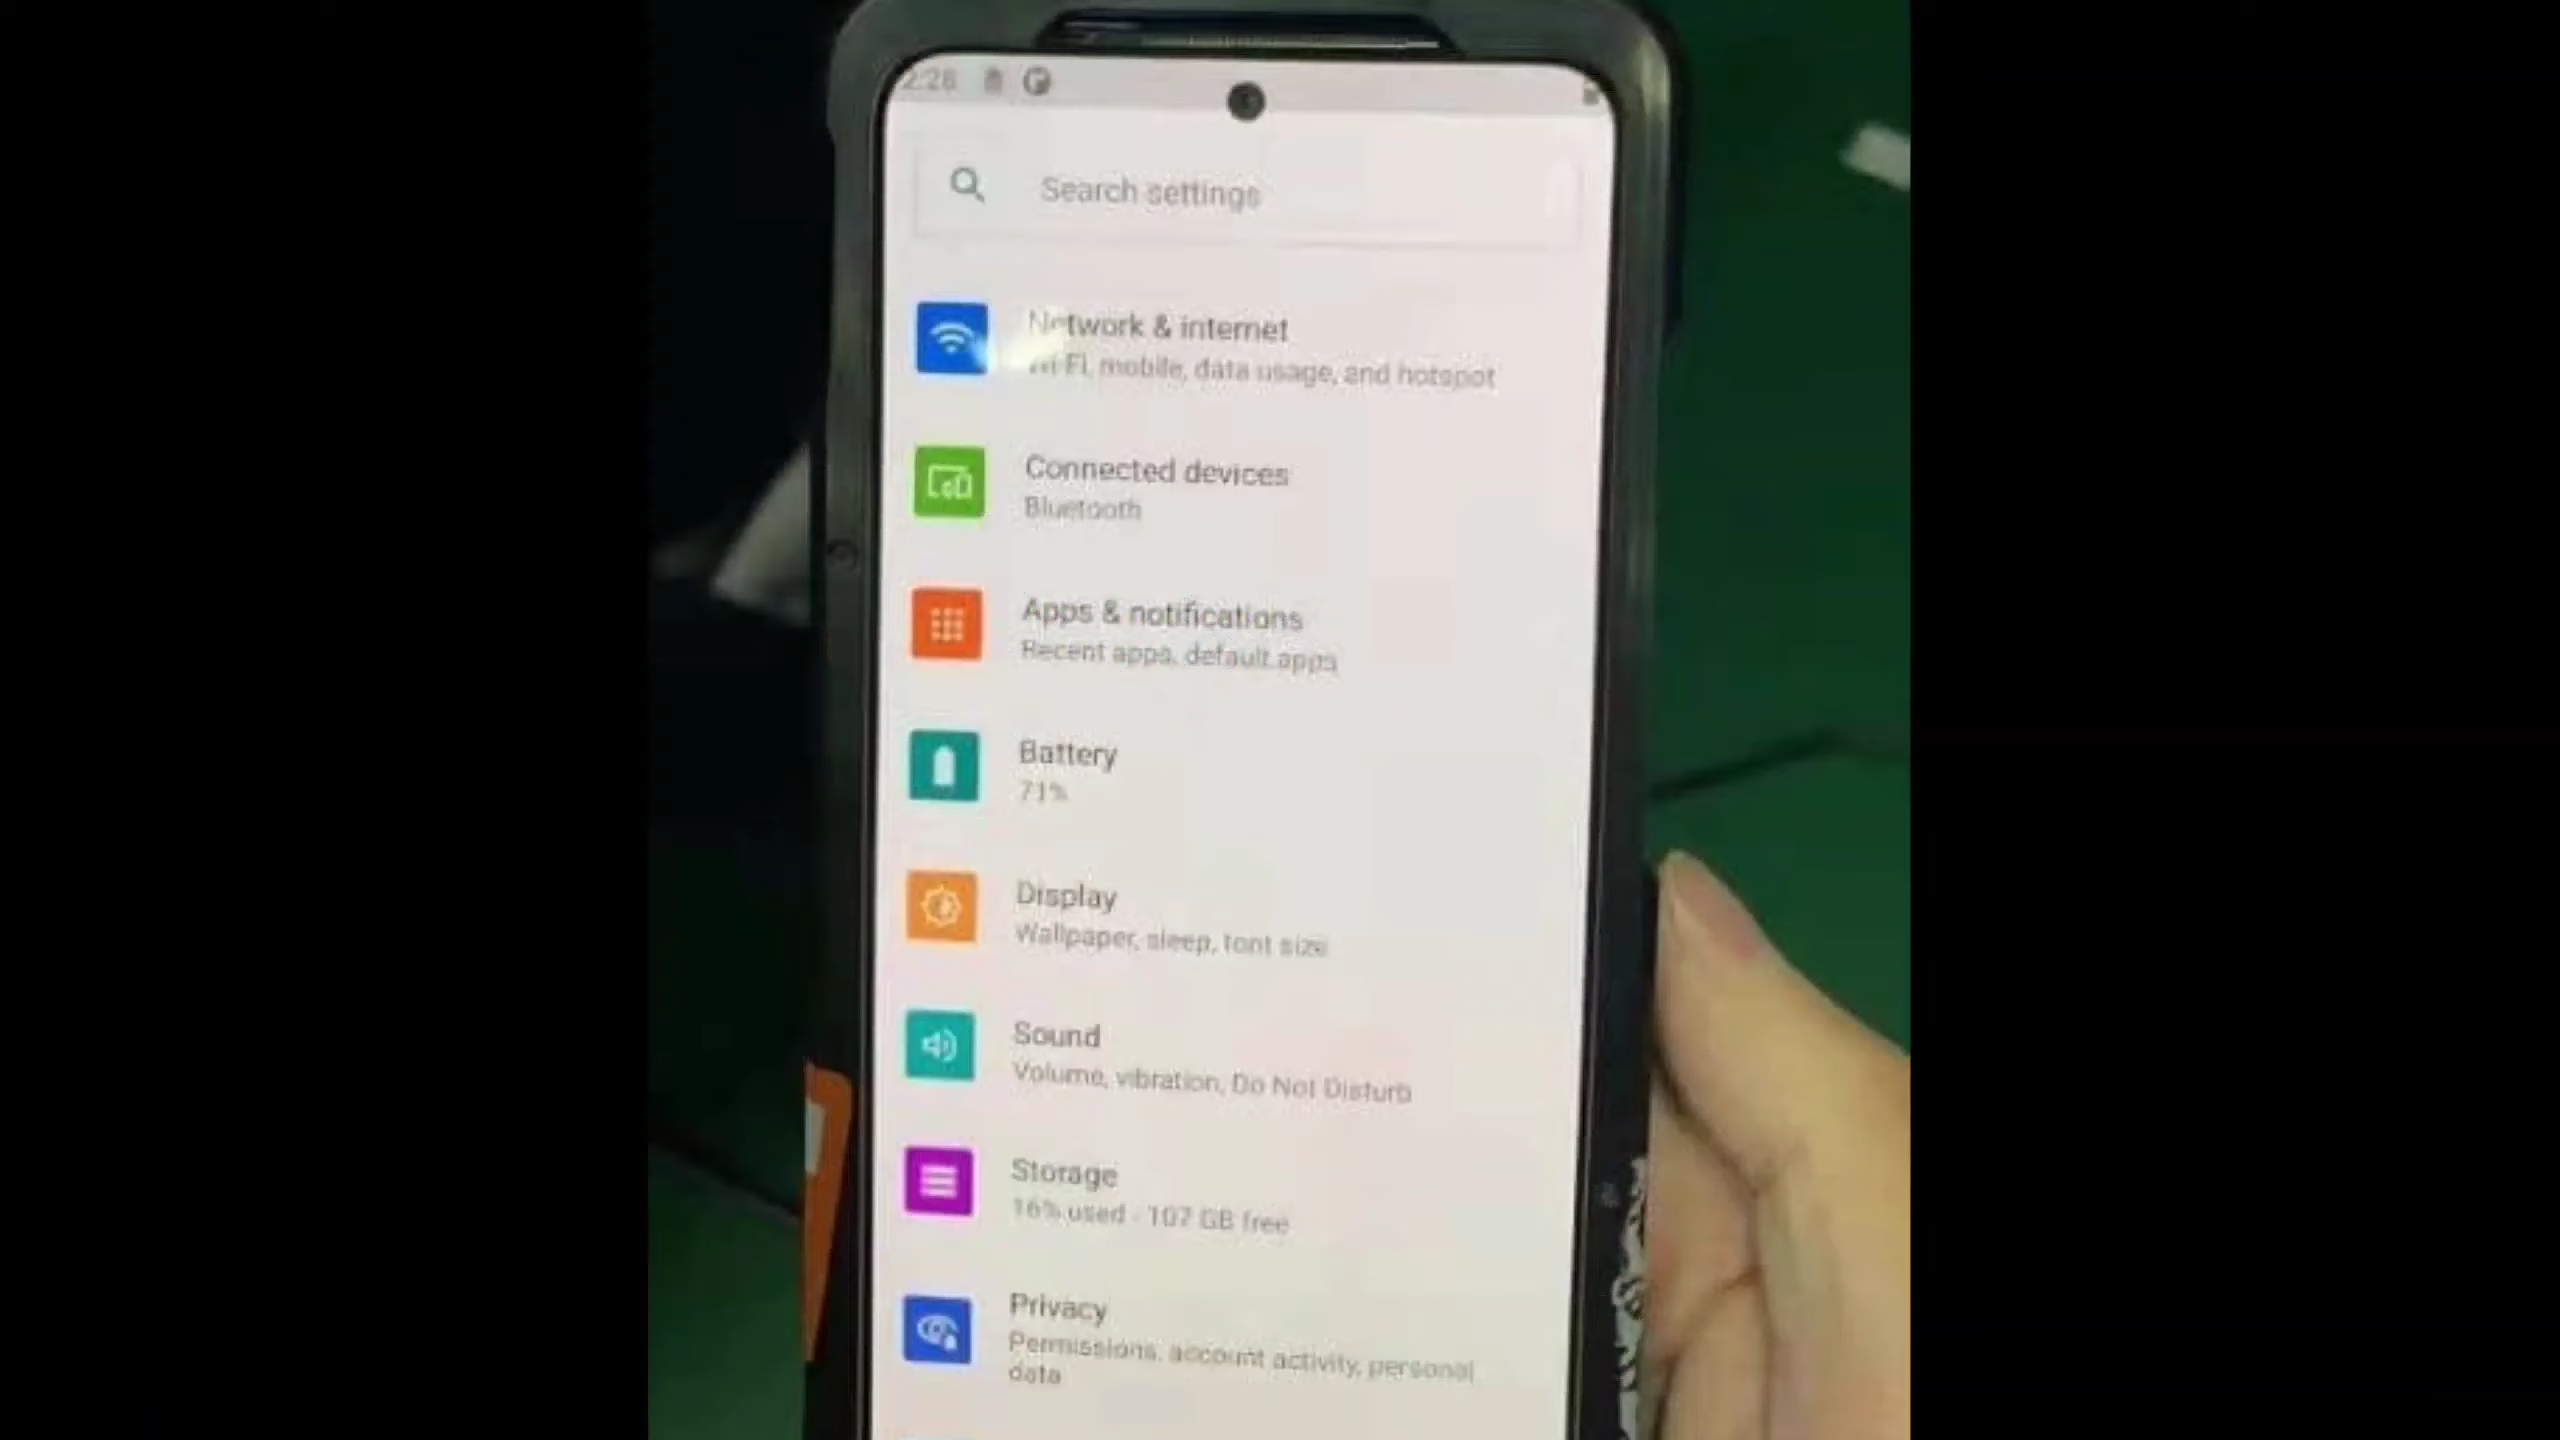 2:26
Search settings
Network & internet
Wi-Fi, mobile, data usage, and hotspot
Connected devices
Bluetooth
Apps & notifications
Recent apps, default apps
Battery
71%
Display
Wallpaper, sleep, font size
Sound
Volume, vibration, Do Not Disturb
Storage
16% used - 107 GB free
Privacy
Permissions, account activity, personal
data